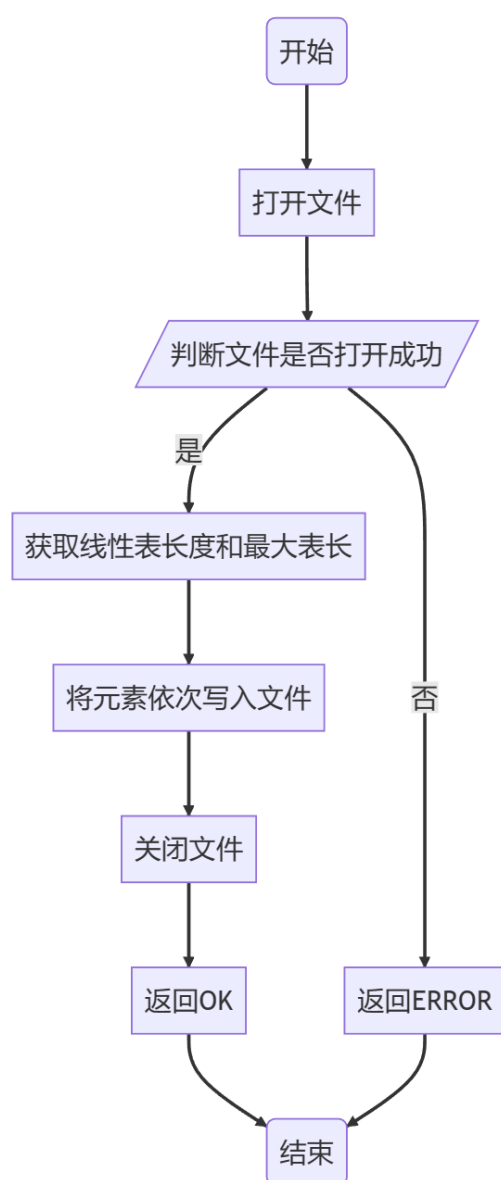 开始
打开文件
判断文件是否打开成功
是
获取线性表长度和最大表长
将元素依次写入文件
否
关闭文件
返回OK
返回ERROR
结束